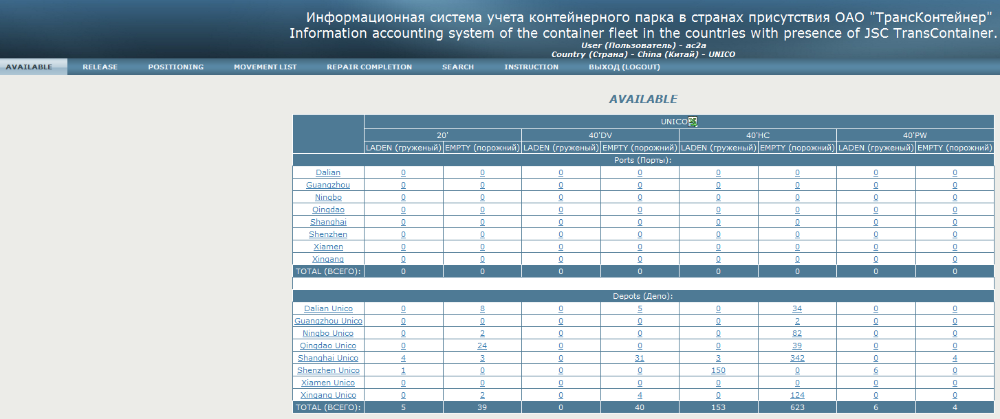 Информационная система учета контейнерного парка в странах присутствия ОАО "ТрансКонтейнер"
Information accounting system of the container fleet in the countries with presence of JSC TransContainer.
User (Пользователь) - ac2a
Country (Страна) - China (Китай) - UNICO
AVAILABLE RELEASE POSITIONING MOVEMENT LIST REPAIR COMPLETION SEARCH INSTRUCTION ВЫХОД (LOGOUT)
AVAILABLE
UNICO
20' 40'DV 40'HC 40'PW
LADEN (груженый) EMPTY (порожний) LADEN (груженый) EMPTY (порожний) LADEN (груженый) EMPTY (порожний) LADEN (груженый) EMPTY (порожний)
Ports (Порты):
Dalian 0 0 0 0 0 0 0 0
Guangzhou 0 0 0 0 0 0 0 0
Ningbo 0 0 0 0 0 0 0 0
Qingdao 0 0 0 0 0 0 0 0
Shanghai 0 0 0 0 0 0 0 0
Shenzhen 0 0 0 0 0 0 0 0
Xiamen 0 0 0 0 0 0 0 0
Xingang 0 0 0 0 0 0 0 0
TOTAL (ВСЕГО): 0 0 0 0 0 0 0 0
Depots (Депо):
Dalian Unico 0 8 0 5 0 34 0 0
Guangzhou Unico 0 0 0 0 0 2 0 0
Ningbo Unico 0 2 0 0 0 82 0 0
Qingdao Unico 0 24 0 0 0 39 0 0
Shanghai Unico 4 3 0 31 3 342 0 4
Shenzhen Unico 1 0 0 0 150 0 6 0
Xiamen Unico 0 0 0 0 0 0 0 0
Xingang Unico 0 2 0 4 0 124 0 0
TOTAL (ВСЕГО): 5 39 0 40 153 623 6 4